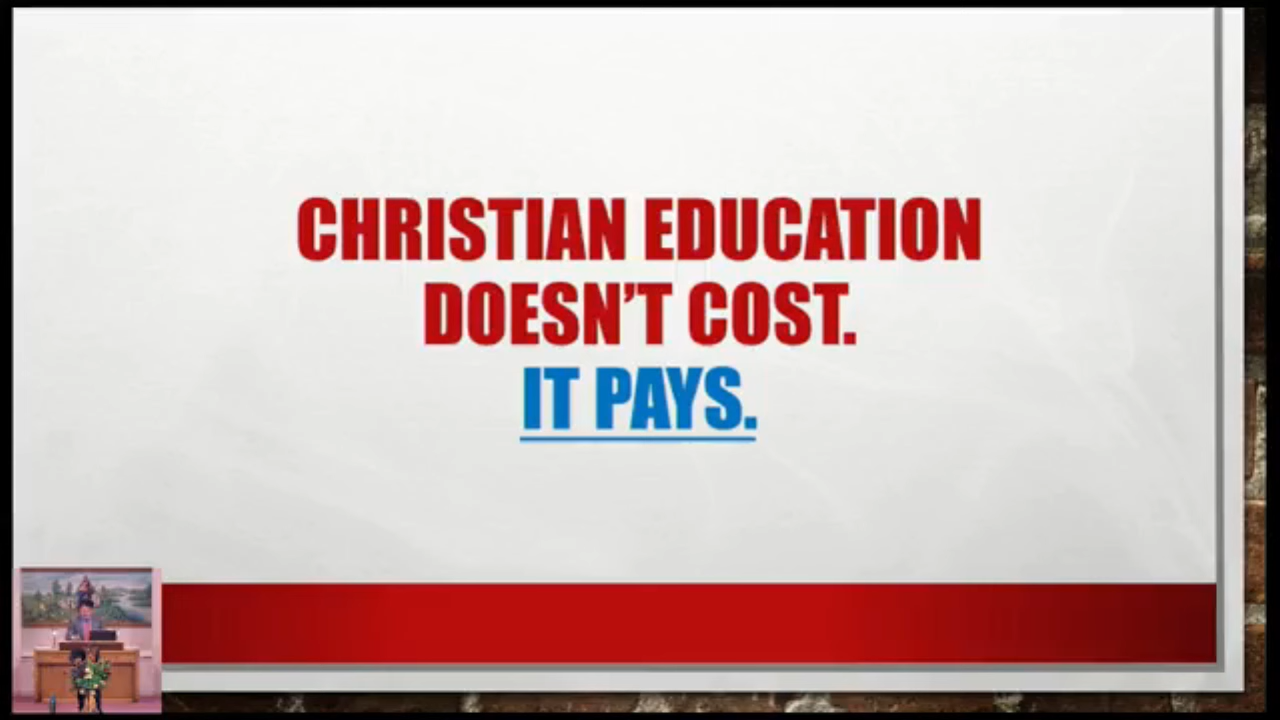 CHRISTIAN EDUCATION
DOESN’T COST.
IT PAYS.